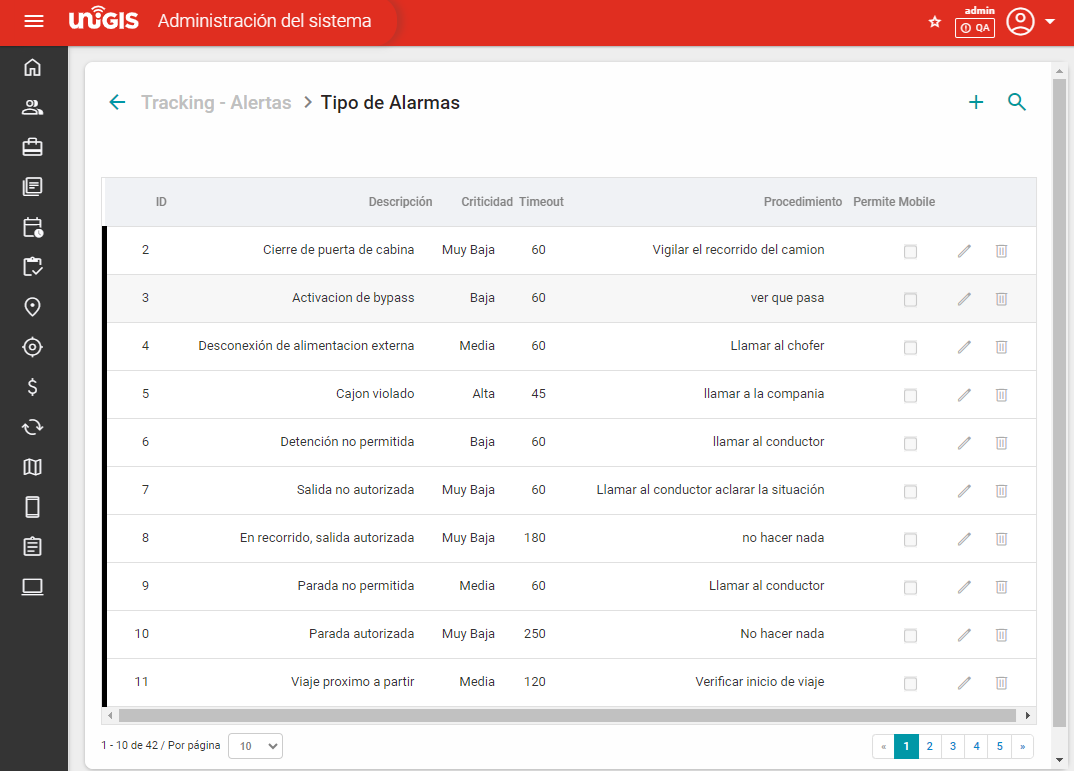 UNIGIS Administración del sistema
admin
QA
Tracking - Alertas > Tipo de Alarmas
ID Descripción Criticidad Timeout Procedimiento Permite Mobile
2 Cierre de puerta de cabina Muy Baja 60 Vigilar el recorrido del camion
3 Activacion de bypass Baja 60 ver que pasa
4 Desconexión de alimentacion externa Media 60 Llamar al chofer
5 Cajon violado Alta 45 llamar a la compania
6 Detención no permitida Baja 60 llamar al conductor
7 Salida no autorizada Muy Baja 60 Llamar al conductor aclarar la situación
8 En recorrido, salida autorizada Muy Baja 180 no hacer nada
9 Parada no permitida Media 60 Llamar al conductor
10 Parada autorizada Muy Baja 250 No hacer nada
11 Viaje proximo a partir Media 120 Verificar inicio de viaje
1 - 10 de 42 / Por página 10 « 1 2 3 4 5 »